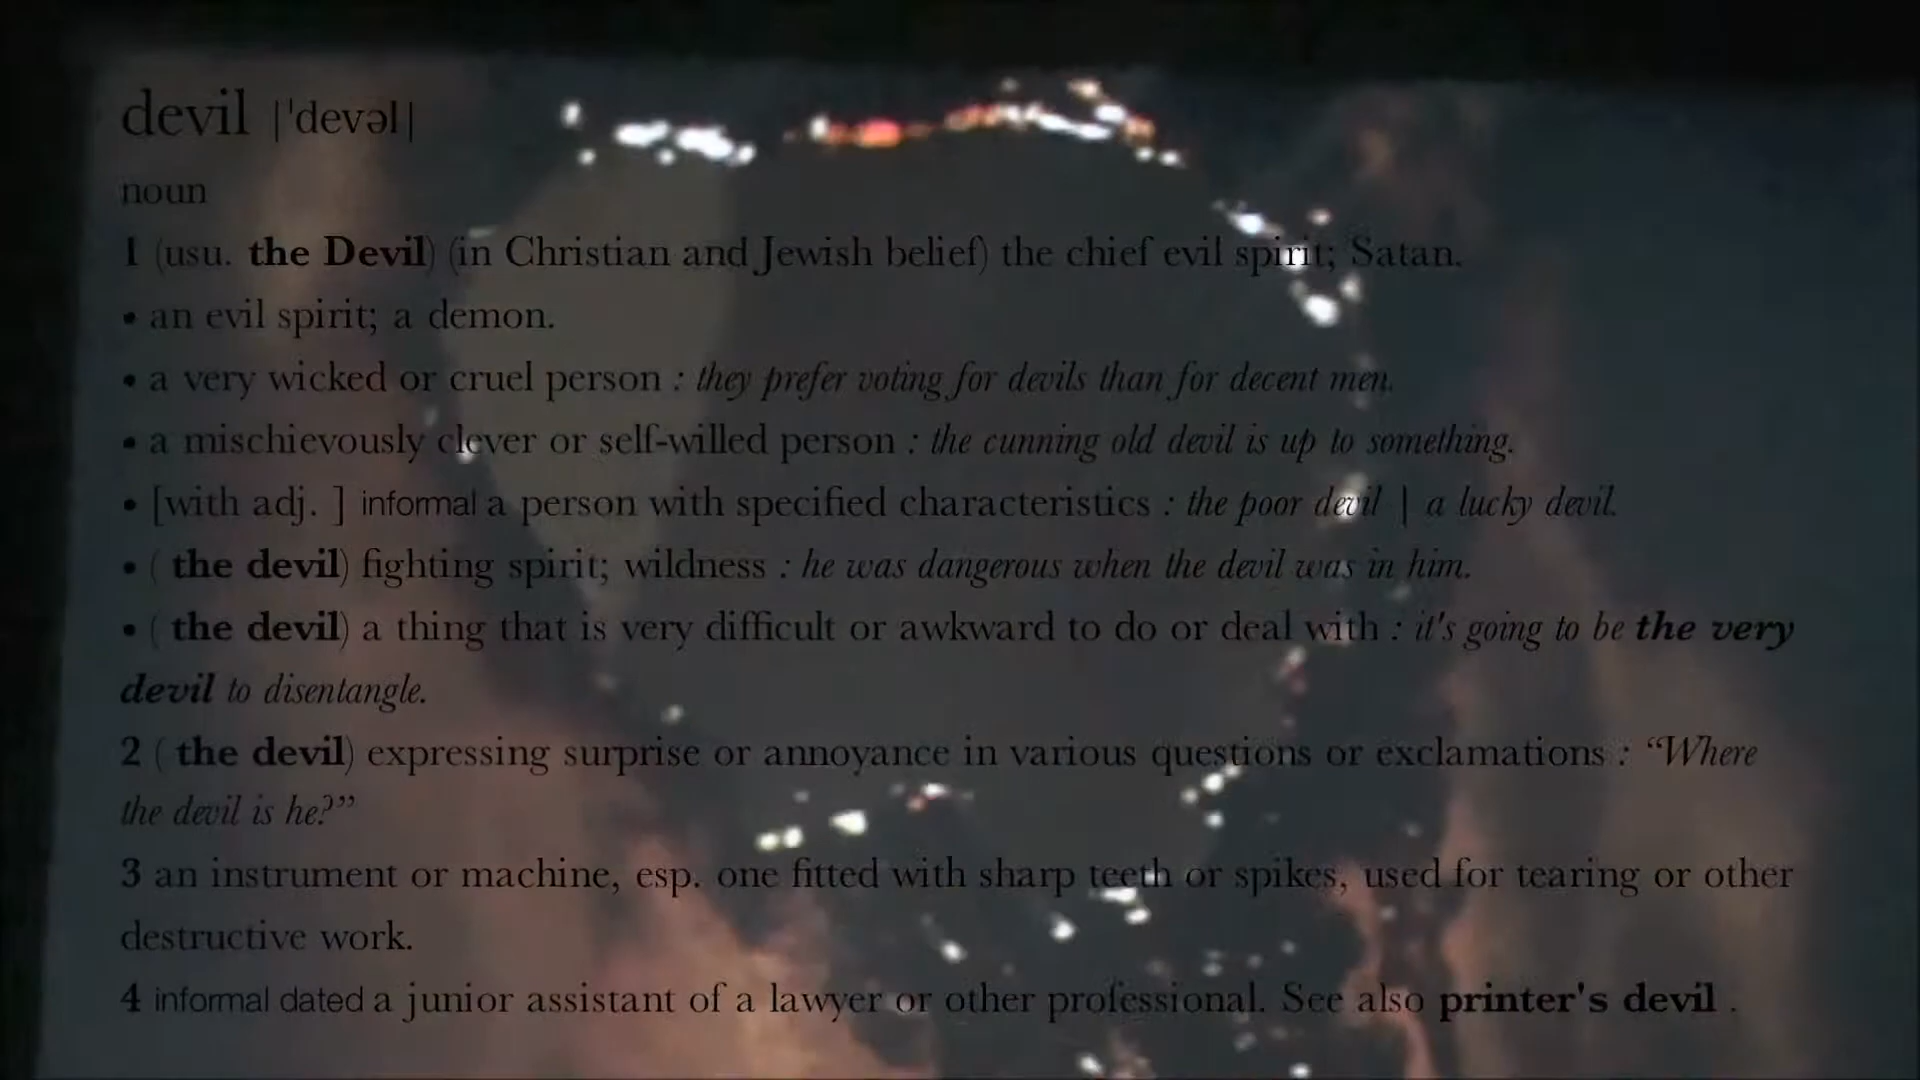 devil |ˈdevəl|
noun
1 (usu. the Devil) (in Christian and Jewish belief) the chief evil spirit; Satan.
• an evil spirit; a demon.
• a very wicked or cruel person : they prefer voting for devils than for decent men.
• a mischievously clever or self-willed person : the cunning old devil is up to something.
• [with adj. ] informal a person with specified characteristics : the poor devil | a lucky devil.
• ( the devil) fighting spirit; wildness : he was dangerous when the devil was in him.
• ( the devil) a thing that is very difficult or awkward to do or deal with : it's going to be the very
devil to disentangle.
2 ( the devil) expressing surprise or annoyance in various questions or exclamations : “Where
the devil is he?”
3 an instrument or machine, esp. one fitted with sharp teeth or spikes, used for tearing or other
destructive work.
4 informal dated a junior assistant of a lawyer or other professional. See also printer's devil .